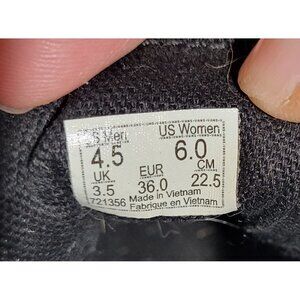 US Men US Women
4.5 6.0
UK EUR CM
3.5 36.0 22.5
721356 Made in Vietnam
Fabrique en Vietnam